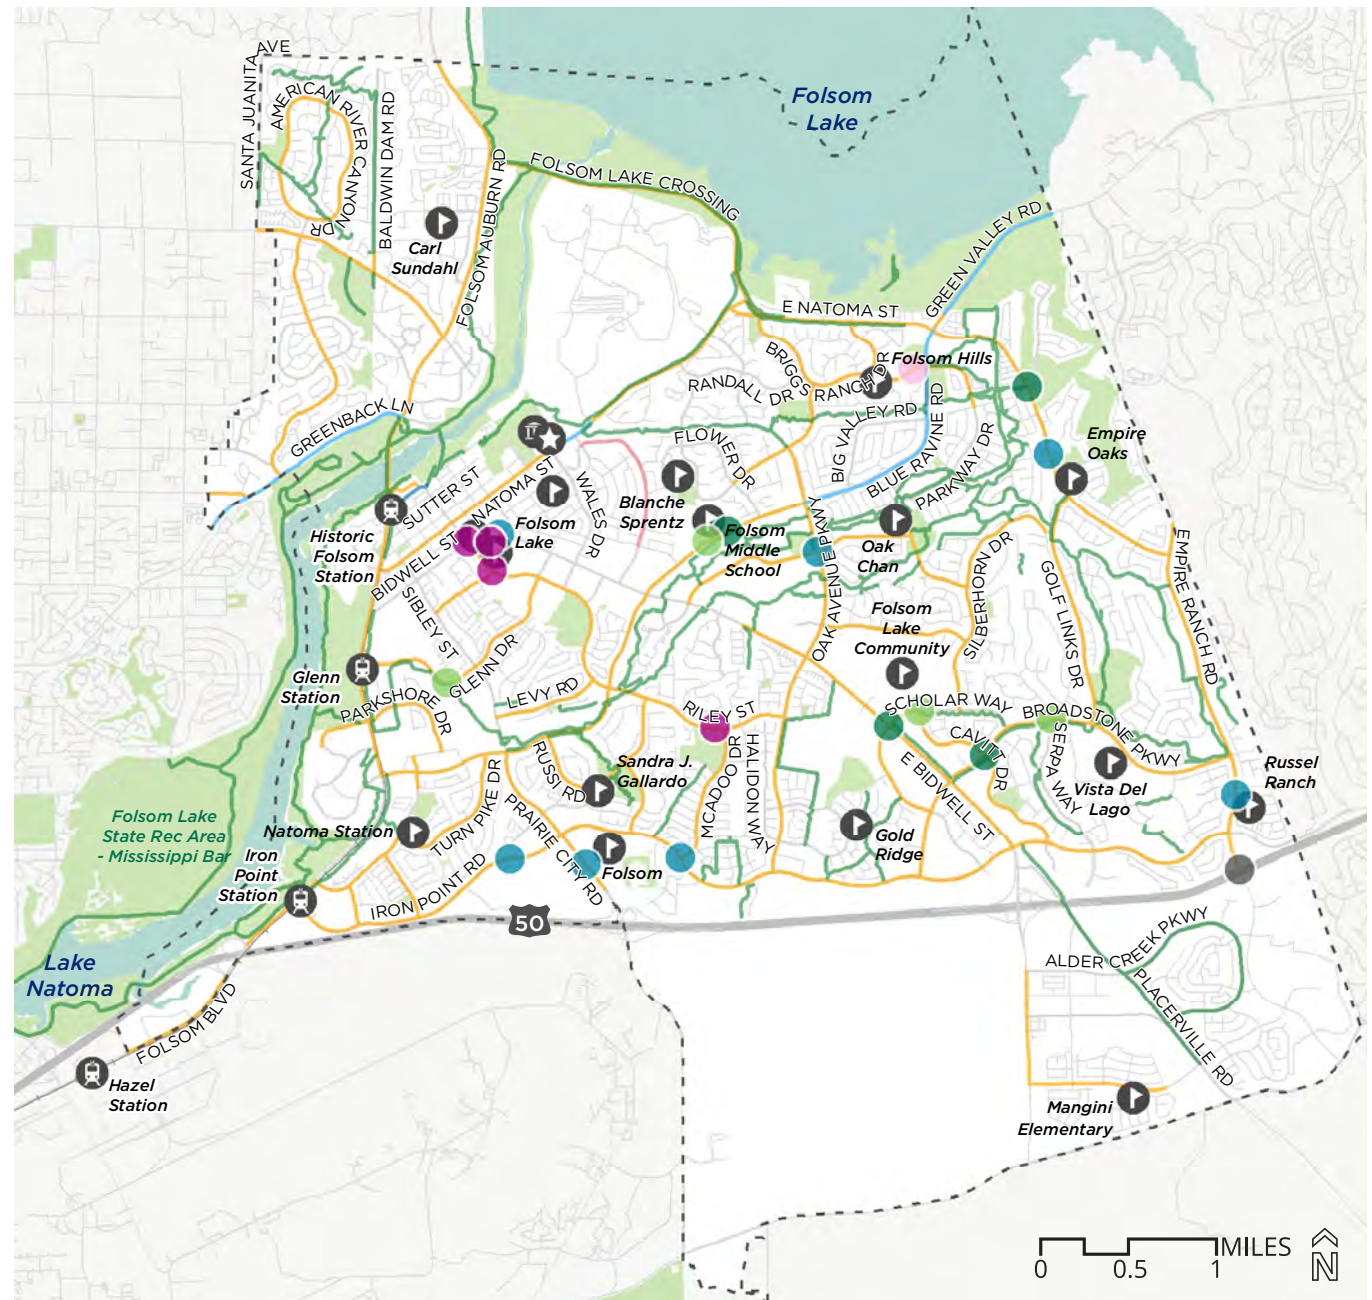 AVE
SANTA JUANITA
AMERICAN RIVER CANYON
DR
BALDWIN DAM RD
Carl
Sundahl
FOLSOM AUBURN RD
FOLSOM LAKE CROSSING
Folsom
Lake
GREEN VALLEY RD
E NATOMA ST
BRIGGS RANCH DR
Folsom Hills
RANDALL DR
BIG VALLEY RD
BLUE RAVINE RD
PARKWAY DR
Empire
Oaks
GREENBACK LN
FLOWER DR
SUTTER ST
NATOMA ST
WALES DR
Blanche
Sprentz
Historic
Folsom
Station
BIDWELL ST
Folsom
Lake
Folsom
Middle
School
OAK AVENUE PKWY
Oak
Chan
SILBERHORN DR
GOLF LINKS DR
EMPIRE RANCH RD
SIBLEY ST
GLENN DR
Folsom
Lake
Community
Glenn
Station
PARKSHORE DR
LEVY RD
RILEY ST
SCHOLAR WAY
BROADSTONE PKWY
CAVITT DR
SERPA WAY
E BIDWELL ST
RUSSI RD
Sandra J.
Gallardo
MCADOO DR
HALIDON WAY
Vista Del
Lago
Russel
Ranch
Folsom Lake
State Rec Area
- Mississippi Bar
Natoma Station
TURN PIKE DR
PRAIRIE CITY RD
Gold
Ridge
Iron
Point
Station
IRON POINT RD
Folsom
50
Lake
Natoma
FOLSOM BLVD
ALDER CREEK PKWY
PLACERVILLE RD
Hazel
Station
Mangini
Elementary
MILES
0 0.5 1
N